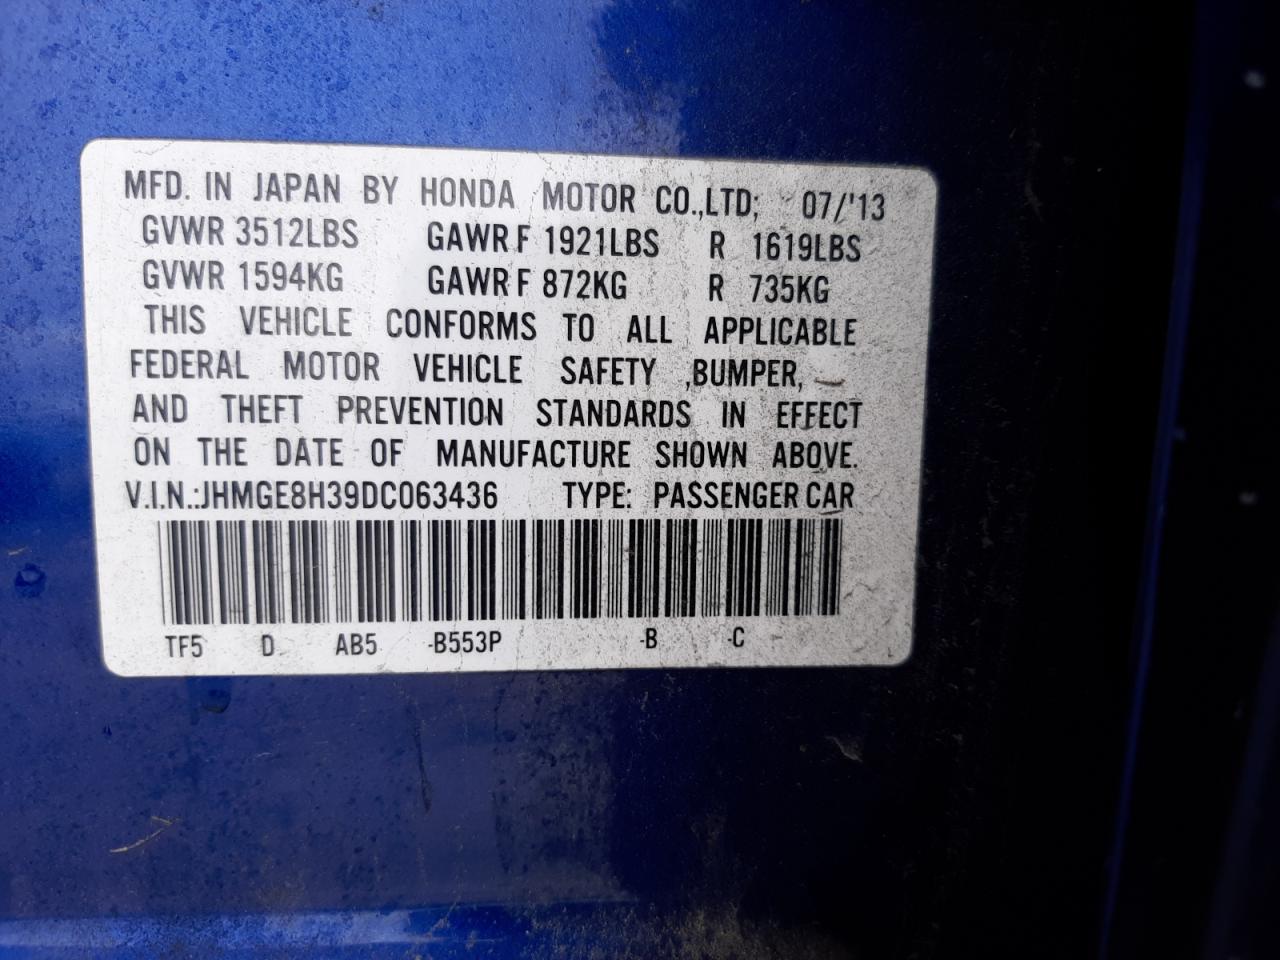 MFD. IN JAPAN BY HONDA MOTOR CO.,LTD; 07/'13
GVWR 3512LBS GAWR F 1921LBS R 1619LBS
GVWR 1594KG GAWR F 872KG R 735KG
THIS VEHICLE CONFORMS TO ALL APPLICABLE
FEDERAL MOTOR VEHICLE SAFETY ,BUMPER,
AND THEFT PREVENTION STANDARDS IN EFFECT
ON THE DATE OF MANUFACTURE SHOWN ABOVE.
V.I.N.:JHMGE8H39DC063436 TYPE: PASSENGER CAR
TF5 D AB5 -B553P -B -C